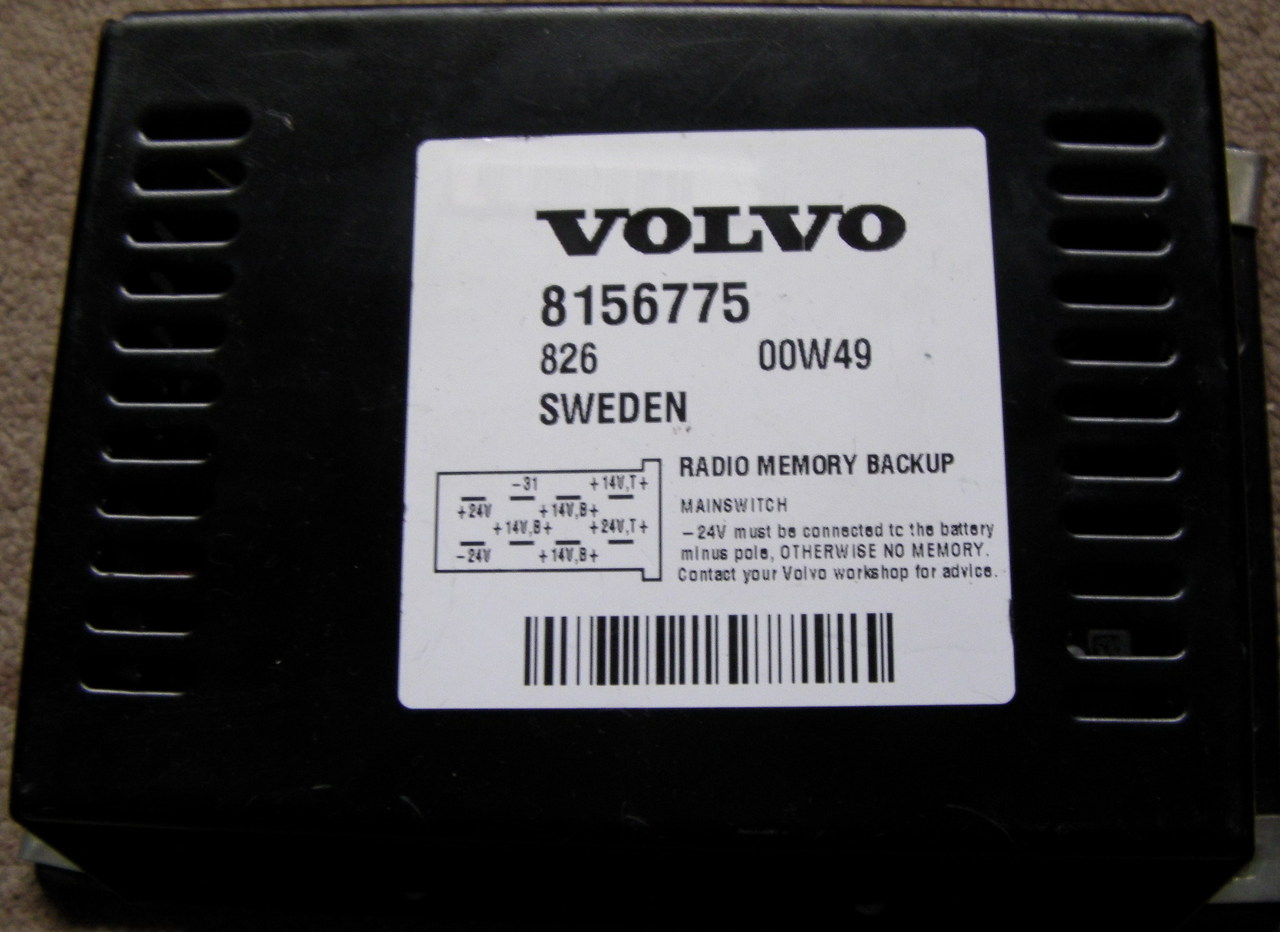 VOLVO
8156775
826 00W49
SWEDEN
RADIO MEMORY BACKUP
MAINSWITCH
-24V must be connected to the battery
minus pole, OTHERWISE NO MEMORY.
Contact your Volvo workshop for advice.
-31 +14V,T+
+24V +14V,B+
+14V,B+ +24V,T+
-24V +14V,B+